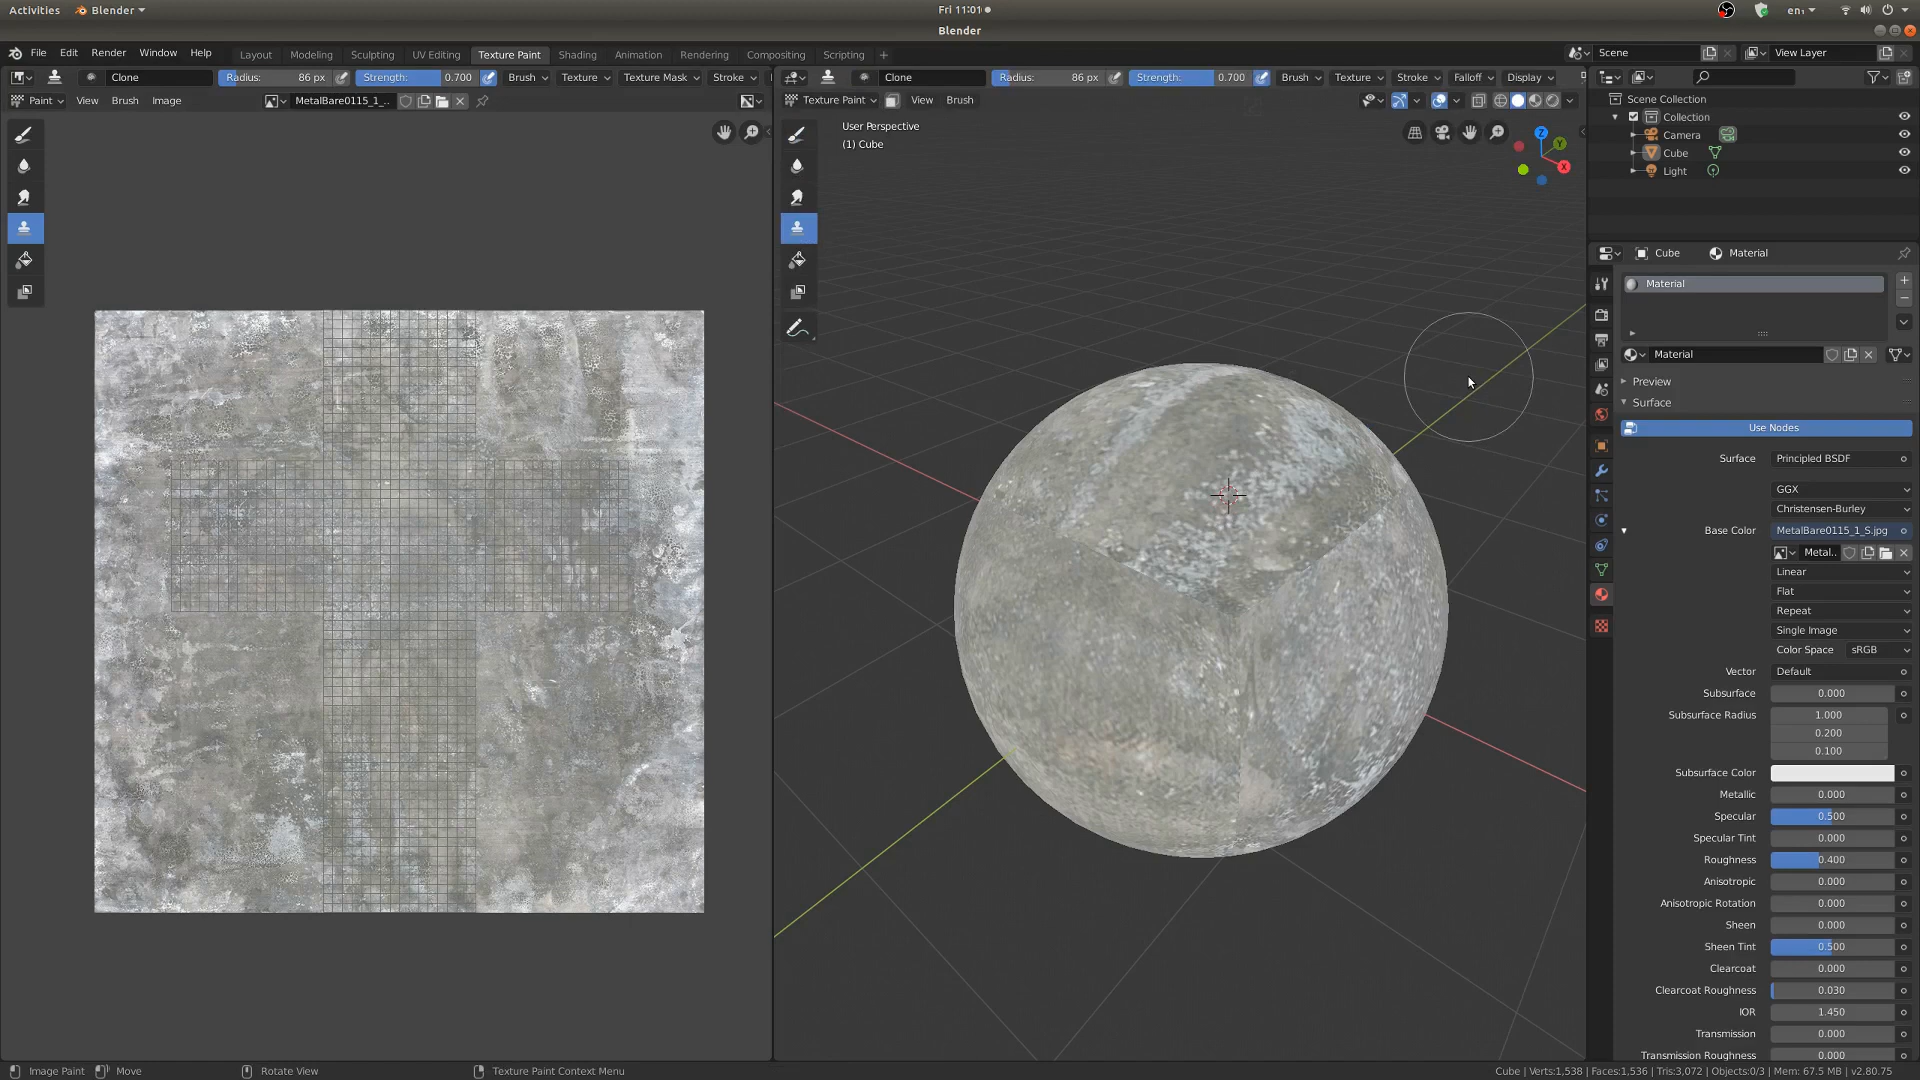 Activities Blender Fri 11:01 en₁
Blender
File Edit Render Window Help Layout Modeling Sculpting UV Editing Texture Paint Shading Animation Rendering Compositing Scripting + Scene View Layer
Clone Radius: 86 px Strength: 0.700 Brush Texture Texture Mask Stroke Clone Radius: 86 px Strength: 0.700 Brush Texture Stroke Falloff Display
Paint View Brush Image MetalBare0115_1_.. Texture Paint View Brush
Scene Collection
Collection
Camera
Cube
Light
User Perspective
(1) Cube
Z
Y
X
Cube Material
Material
Material
Preview
Surface
Use Nodes
Surface Principled BSDF
GGX
Christensen-Burley
Base Color MetalBare0115_1_S.jpg
Metal..
Linear
Flat
Repeat
Single Image
Color Space sRGB
Vector Default
Subsurface 0.000
Subsurface Radius 1.000
0.200
0.100
Subsurface Color
Metallic 0.000
Specular 0.500
Specular Tint 0.000
Roughness 0.400
Anisotropic 0.000
Anisotropic Rotation 0.000
Sheen 0.000
Sheen Tint 0.500
Clearcoat 0.000
Clearcoat Roughness 0.030
IOR 1.450
Transmission 0.000
Transmission Roughness 0.000
Image Paint Move Rotate View Texture Paint Context Menu Cube | Verts:1,538 | Faces:1,536 | Tris:3,072 | Objects:0/3 | Mem: 67.5 MB | v2.80.75